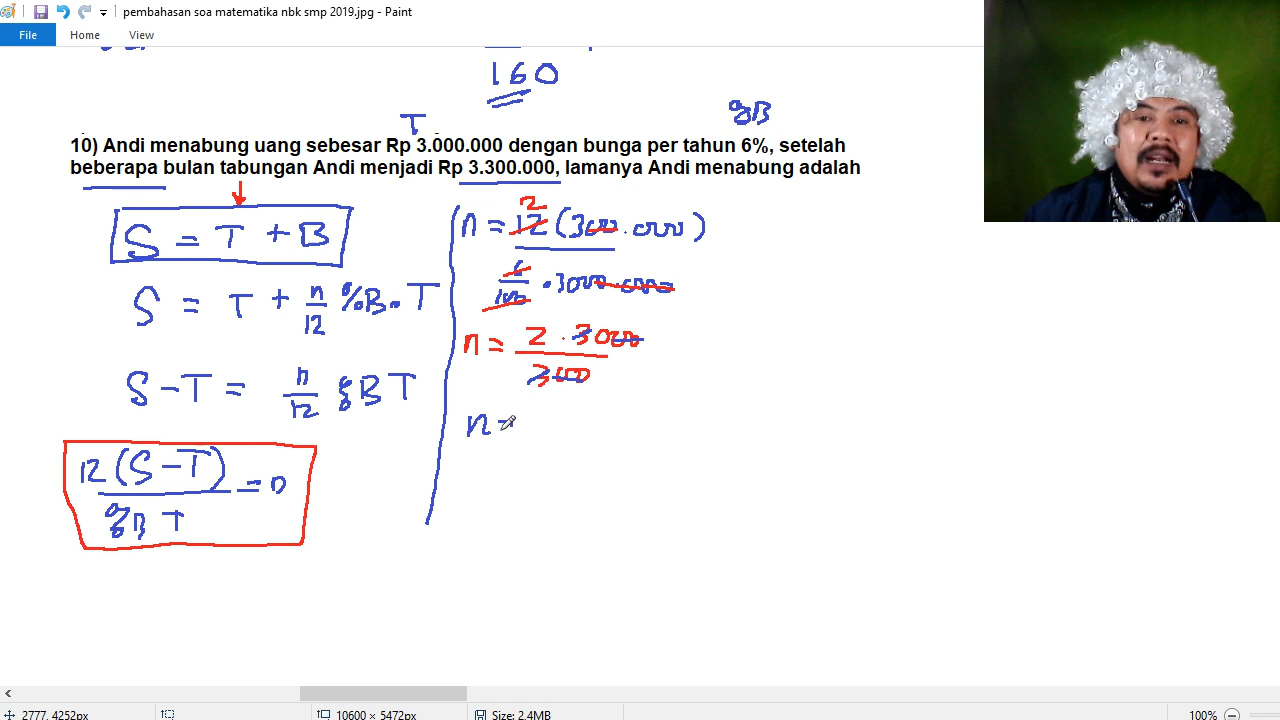 pembahasan soa matematika nbk smp 2019.jpg - Paint
File Home View
160
T
%B
10) Andi menabung uang sebesar Rp 3.000.000 dengan bunga per tahun 6%, setelah
beberapa bulan tabungan Andi menjadi Rp 3.300.000, lamanya Andi menabung adalah
S = T + B
S = T + n/12 %B. T
S - T = n/12 %B T
12 (S - T) / %B T = n
2
n = 12 (300.000)
6/100 . 3000.000
n = 2 . 3000
300
n =
2777, 4252px
10600 × 5472px
Size: 2.4MB
100%